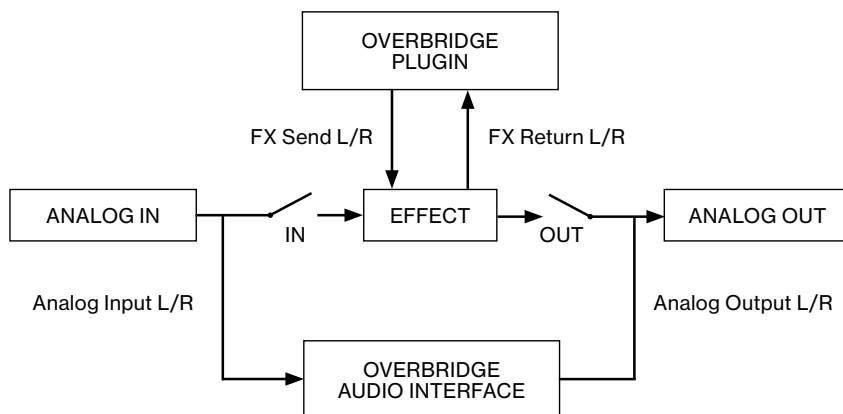 OVERBRIDGE
PLUGIN
FX Send L/R
FX Return L/R
ANALOG IN
IN
EFFECT
OUT
ANALOG OUT
Analog Input L/R
Analog Output L/R
OVERBRIDGE
AUDIO INTERFACE